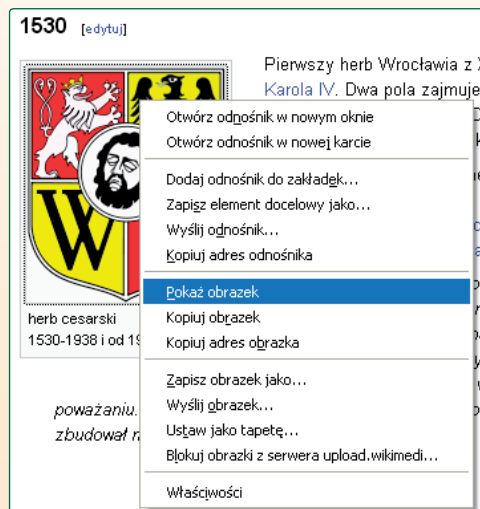 1530 [edytuj]
Pierwszy herb Wrocławia z
Karola IV. Dwa pola zajmuje
Otwórz odnośnik w nowym oknie
Otwórz odnośnik w nowej karcie
Dodaj odnośnik do zakładek...
Zapisz element docelowy jako...
Wyślij odnośnik...
Kopiuj adres odnośnika
Pokaż obrazek
Kopiuj obrazek
Kopiuj adres obrazka
Zapisz obrazek jako...
Wyślij obrazek...
Ustaw jako tapetę...
Blokuj obrazki z serwera upload.wikimedi...
Właściwości
W
herb cesarski
1530-1938 i od
poważaniu.
zbudował